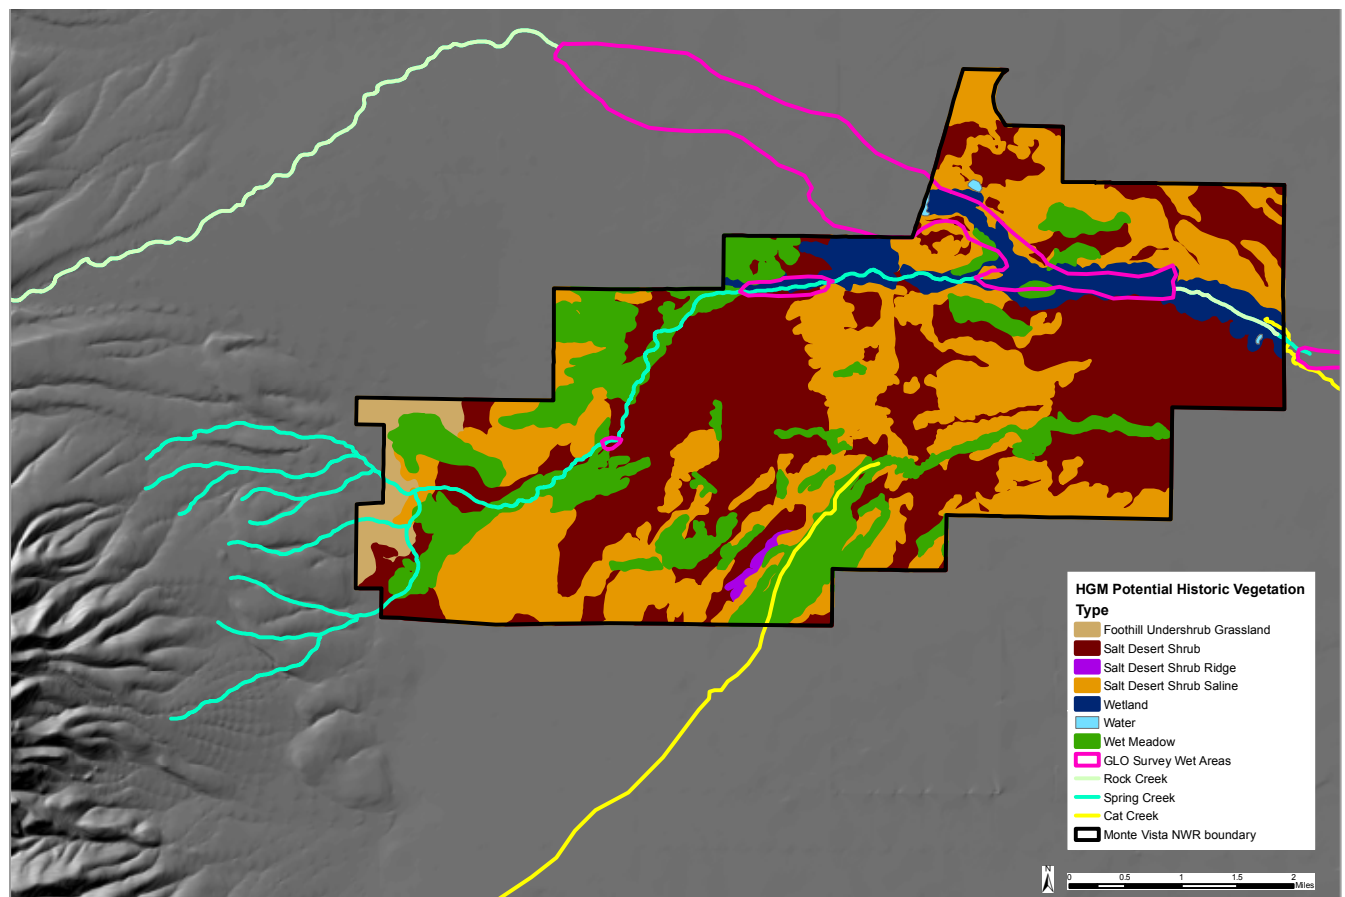 HGM Potential Historic Vegetation
Type
Foothill Undershrub Grassland
Salt Desert Shrub
Salt Desert Shrub Ridge
Salt Desert Shrub Saline
Wetland
Water
Wet Meadow
GLO Survey Wet Areas
Rock Creek
Spring Creek
Cat Creek
Monte Vista NWR boundary
N
0 0.5 1 1.5 2
Miles